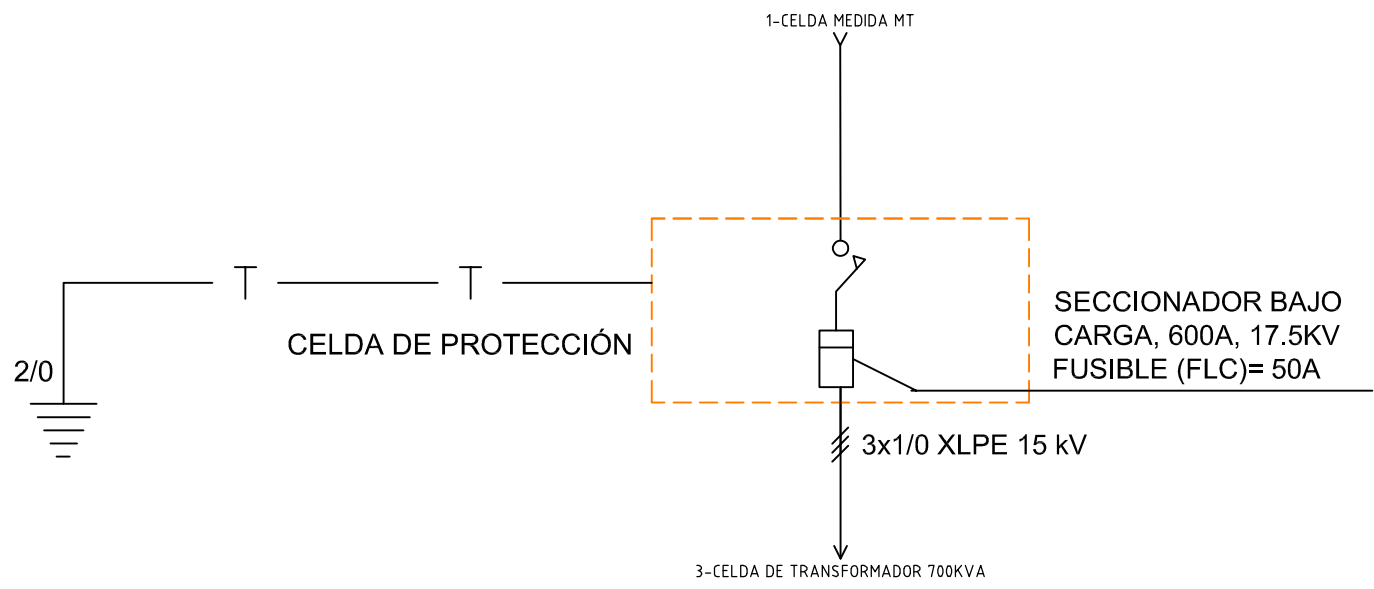 1-CELDA MEDIDA MT
SECCIONADOR BAJO
CARGA, 600A, 17.5KV
FUSIBLE (FLC)= 50A
T
T
CELDA DE PROTECCIÓN
2/0
3x1/0 XLPE 15 kV
3-CELDA DE TRANSFORMADOR 700KVA